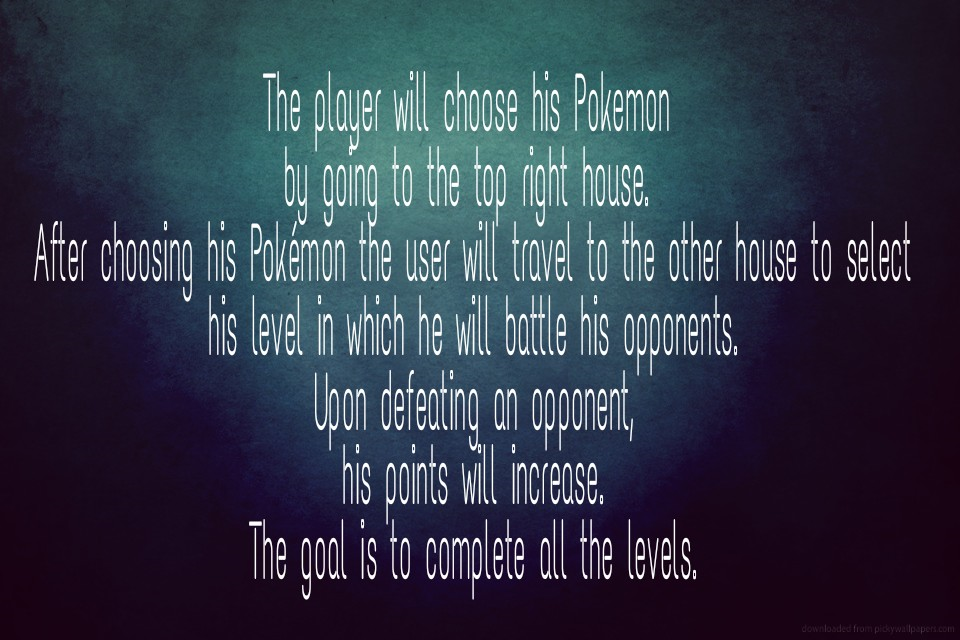 The player will choose his Pokemon
by going to the top right house.
After choosing his Pokémon the user will travel to the other house to select
his level in which he will battle his opponents.
Upon defeating an opponent,
his points will increase.
The goal is to complete all the levels.
downloaded from pickywallpapers.com